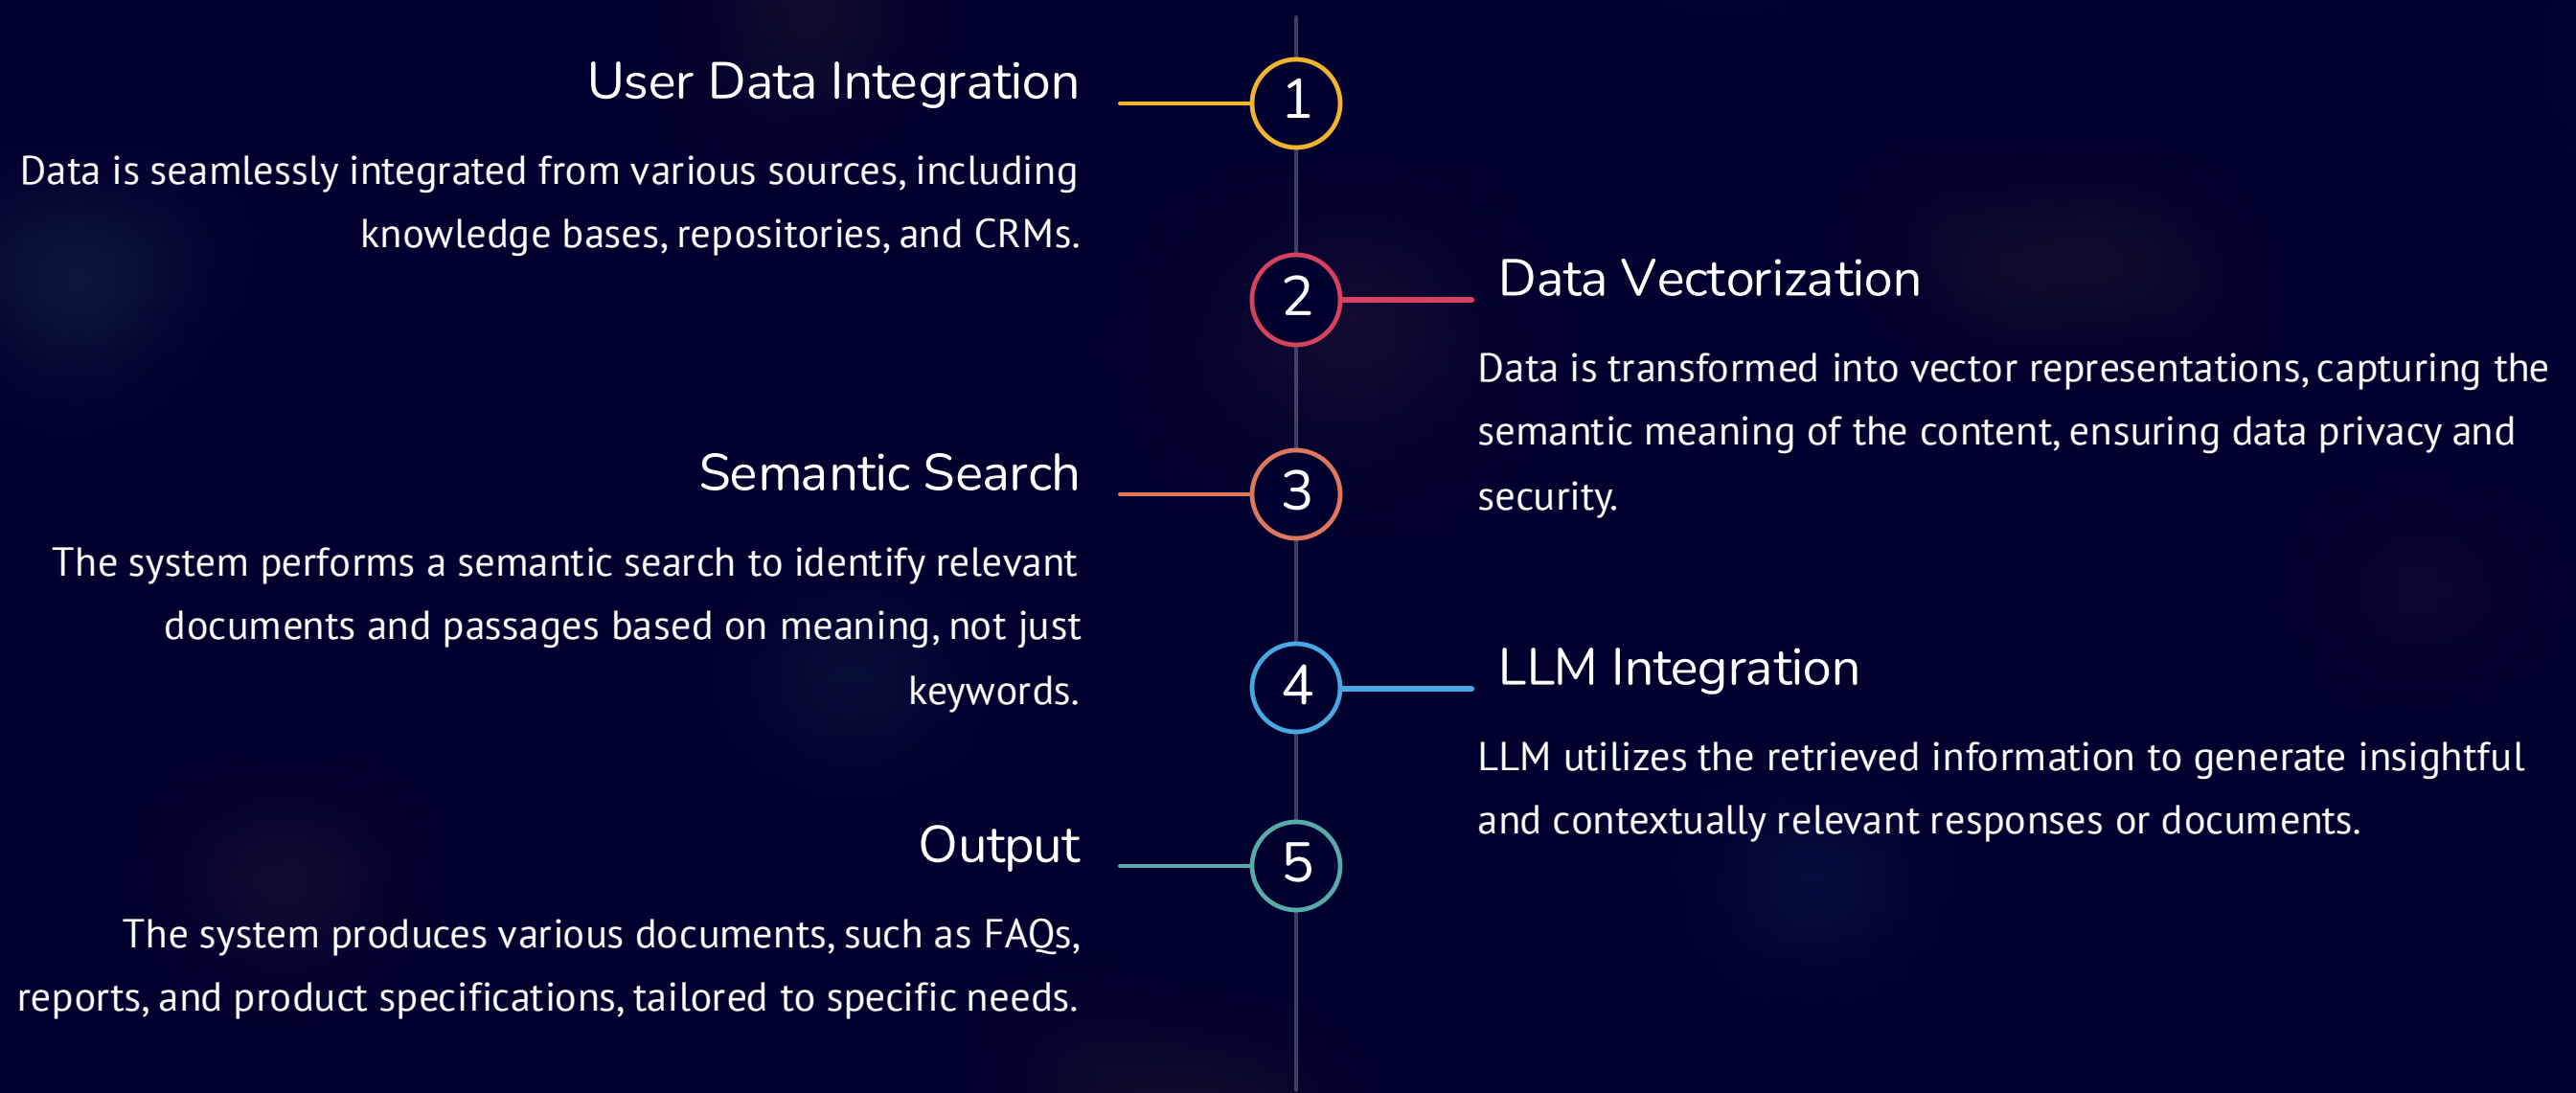 1
User Data Integration
Data is seamlessly integrated from various sources, including
knowledge bases, repositories, and CRMs.
2
Data Vectorization
Data is transformed into vector representations, capturing the
semantic meaning of the content, ensuring data privacy and
security.
3
Semantic Search
The system performs a semantic search to identify relevant
documents and passages based on meaning, not just
keywords.
4
LLM Integration
LLM utilizes the retrieved information to generate insightful
and contextually relevant responses or documents.
5
Output
The system produces various documents, such as FAQs,
reports, and product specifications, tailored to specific needs.